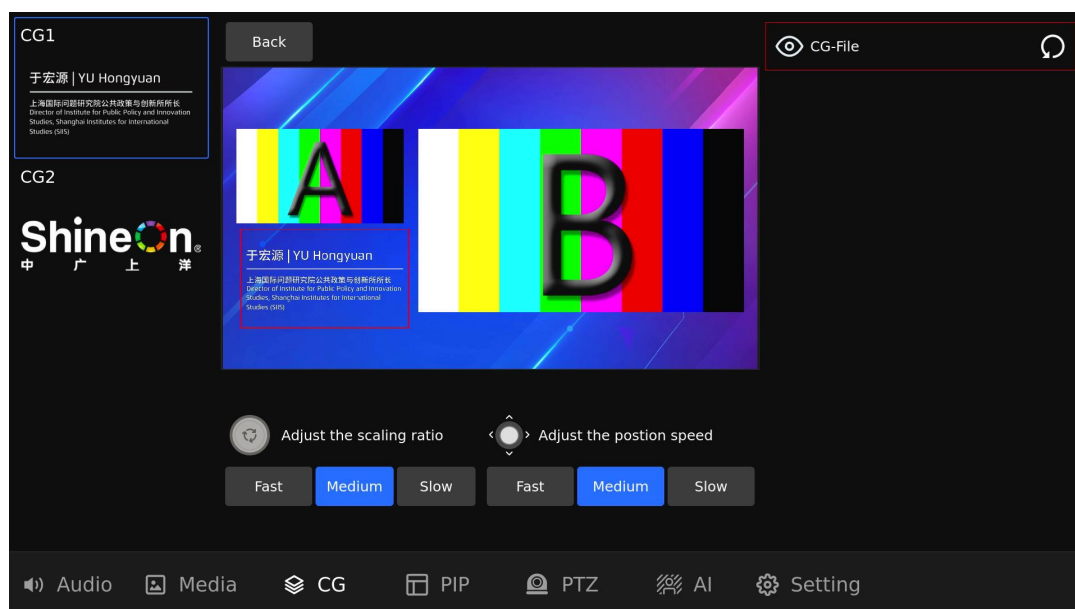 CG1
于宏源 | YU Hongyuan
上海国际问题研究院公共政策与创新所所长
Director of Institute for Public Policy and Innovation
Studies, Shanghai Institutes for International
Studies (SIIS)
CG2
ShineOn®
中广上洋
Back
A
B
于宏源 | YU Hongyuan
上海国际问题研究院公共政策与创新所所长
Director of Institute for Public Policy and Innovation
Studies, Shanghai Institutes for International
Studies (SIIS)
CG-File
Adjust the scaling ratio
Adjust the postion speed
Fast Medium Slow Fast Medium Slow
Audio Media CG PIP PTZ AI Setting